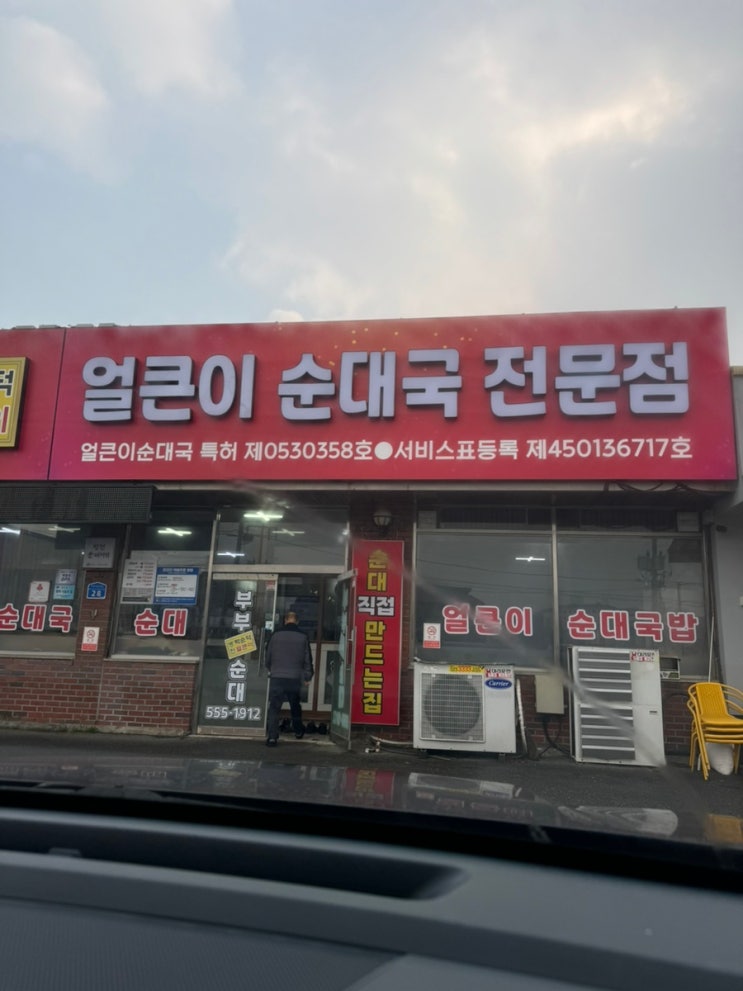 얼큰이 순대국 전문점
얼큰이순대국 특허 제0530358호●서비스표등록 제450136717호
순대국
순대
부부
순대
555-1912
순대 직접 만드는집
얼큰이
순대국밥
Carrier
28